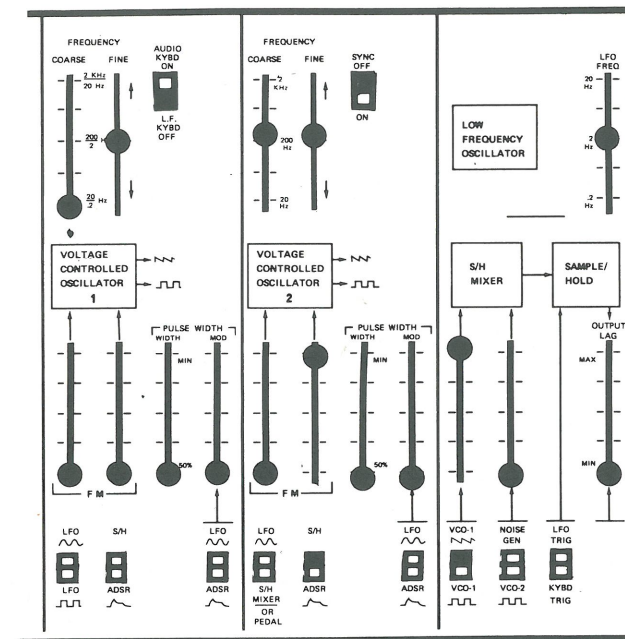 FREQUENCY
COARSE FINE
AUDIO
KYBD
ON
2 KHz
20 Hz
200 H
2
20 Hz
.2
L.F.
KYBD
OFF
VOLTAGE
CONTROLLED
OSCILLATOR
1
PULSE WIDTH
WIDTH MOD
MIN
50%
FM
LFO S/H LFO
LFO ADSR ADSR
FREQUENCY
COARSE FINE
SYNC
OFF
2
KHz
200
Hz
20
Hz
ON
VOLTAGE
CONTROLLED
OSCILLATOR
2
PULSE WIDTH
WIDTH MOD
MIN
50%
FM
LFO S/H LFO
S/H ADSR ADSR
MIXER
OR
PEDAL
LFO
FREQ
20
Hz
2
Hz
.2
Hz
LOW
FREQUENCY
OSCILLATOR
S/H
MIXER
SAMPLE/
HOLD
OUTPUT
LAG
MAX
MIN
VCO-1 NOISE LFO
GEN TRIG
VCO-1 VCO-2 KYBD
TRIG